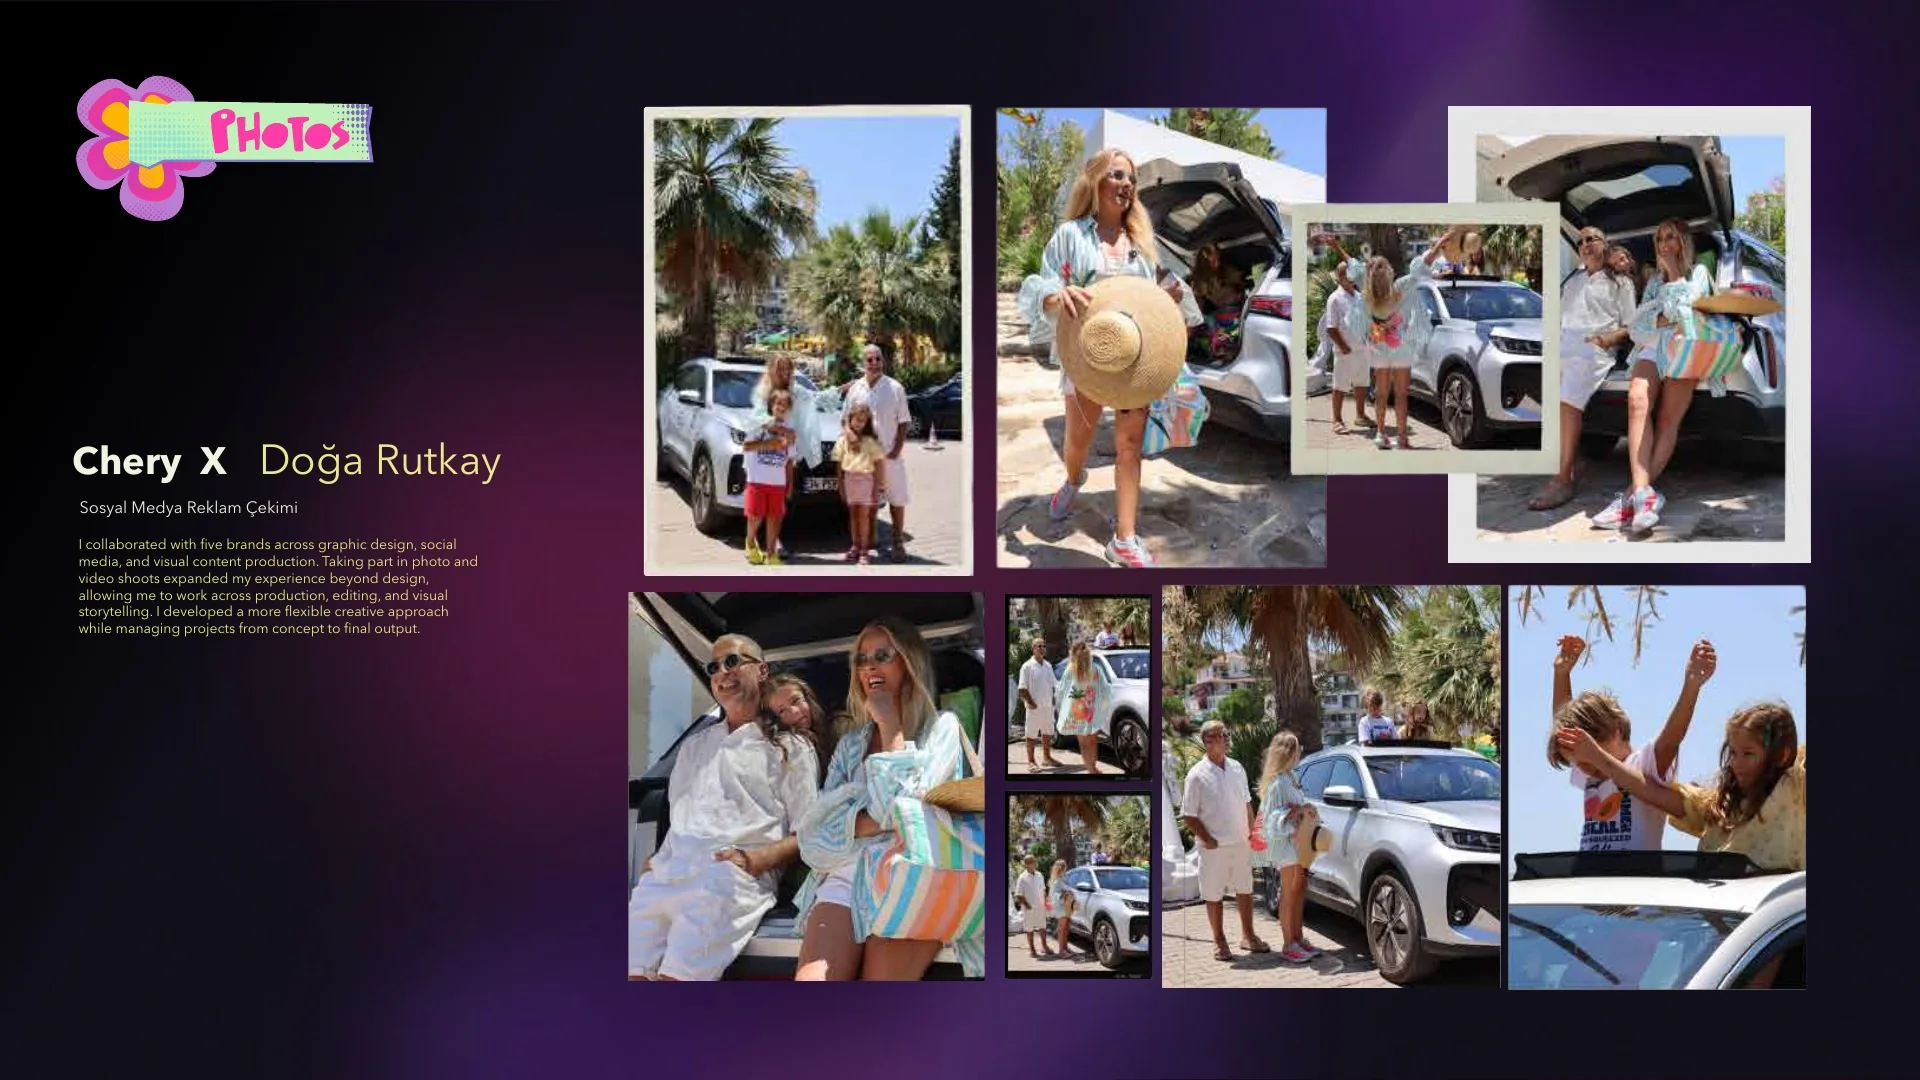 PHOTOS
Chery X Doğa Rutkay
Sosyal Medya Reklam Çekimi
I collaborated with five brands across graphic design, social
media, and visual content production. Taking part in photo and
video shoots expanded my experience beyond design,
allowing me to work across production, editing, and visual
storytelling. I developed a more flexible creative approach
while managing projects from concept to final output.